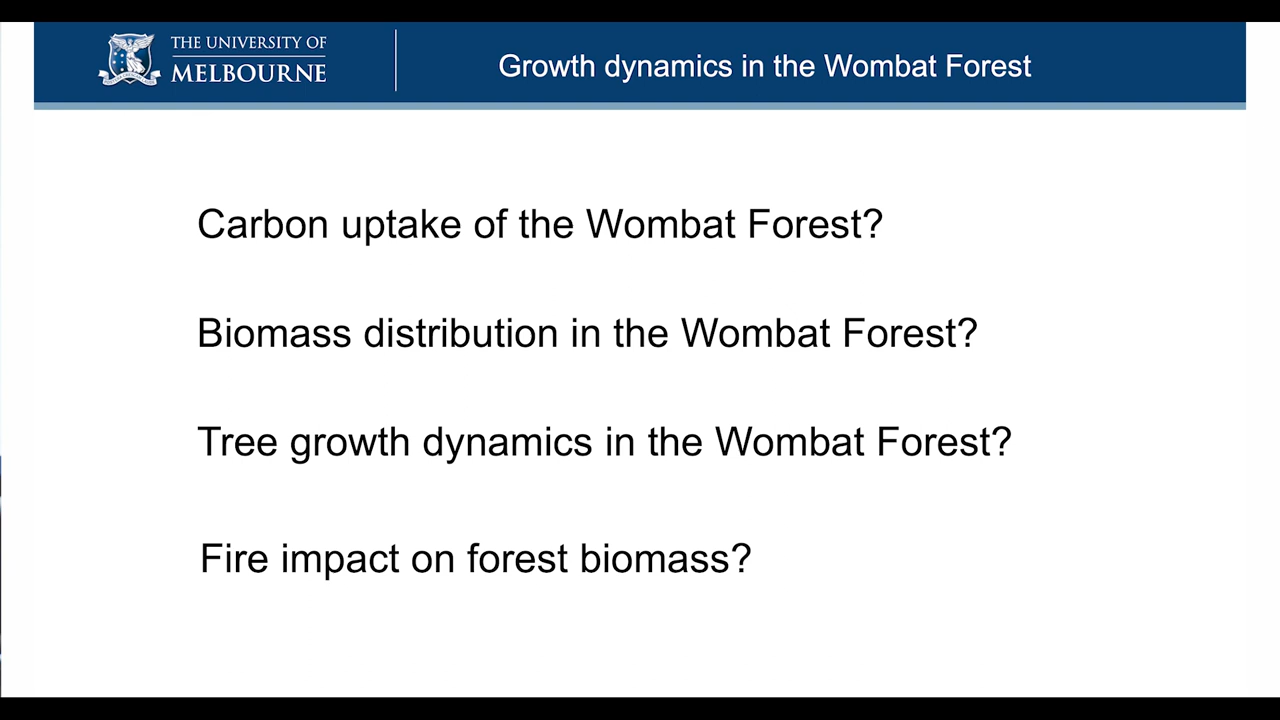 THE UNIVERSITY OF
MELBOURNE
Growth dynamics in the Wombat Forest
Carbon uptake of the Wombat Forest?
Biomass distribution in the Wombat Forest?
Tree growth dynamics in the Wombat Forest?
Fire impact on forest biomass?